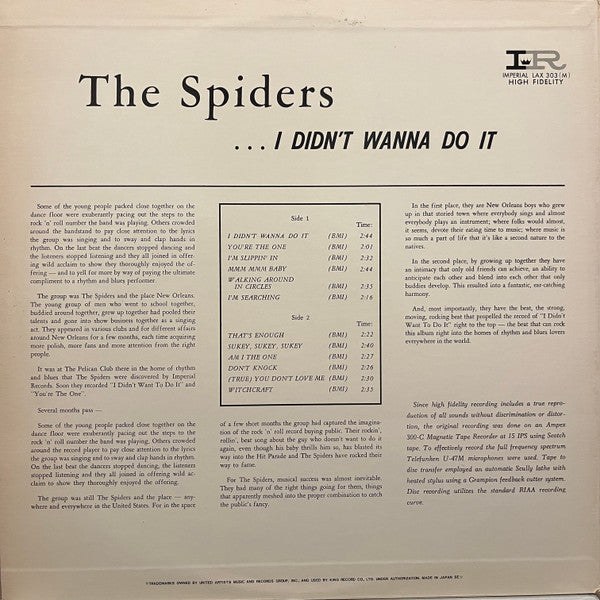 IR
IMPERIAL LAX 303 (M)
HIGH FIDELITY
The Spiders
...I DIDN'T WANNA DO IT
Some of the young people packed close together on the
dance floor were exuberantly pacing out the steps to the
rock 'n' roll number the band was playing. Others crowded
around the bandstand to pay close attention to the lyrics
the group was singing and to sway and clap hands in
rhythm. On the last beat the dancers stopped dancing and
the listeners stopped listening and they all joined in offer-
ing wild acclaim to show they thoroughly enjoyed the of-
fering — and to yell for more by way of paying the ultimate
compliment to a rhythm and blues performer.
The group was The Spiders and the place New Orleans.
The young group of men who went to school together,
buddied around together, grew up together had pooled their
talents and gone into show business together as a singing
act. They appeared in various clubs and for different affairs
around New Orleans for a few months, each time acquiring
more polish, more fans and more attention from the right
people.
It was at The Pelican Club there in the home of rhythm
and blues that The Spiders were discovered by Imperial
Records. Soon they recorded "I Didn't Want To Do It" and
"You're The One".
Several months pass —
Some of the young people packed close together on the
dance floor were exuberantly pacing out the steps to the
rock 'n' roll number the band was playing. Others crowded
around the record player to pay close attention to the lyrics
the group was singing and to sway and clap hands in rhythm.
On the last beat the dancers stopped dancing, the listeners
stopped listening and they all joined in offering wild ac-
claim to show they thoroughly enjoyed the offering.
The group was still The Spiders and the place — any-
where and everywhere in the United States. For in the space
Side 1
Time:
I DIDN'T WANNA DO IT (BMI) 2:44
YOU'RE THE ONE (BMI) 2:01
I'M SLIPPIN' IN (BMI) 2:32
MMM MMM BABY (BMI) 2:44
WALKING AROUND
IN CIRCLES (BMI) 2:35
I'M SEARCHING (BMI) 2:16
Side 2
Time:
THAT'S ENOUGH (BMI) 2:22
SUKEY, SUKEY, SUKEY (BMI) 2:40
AM I THE ONE (BMI) 2:27
DON'T KNOCK (BMI) 2:26
(TRUE) YOU DON'T LOVE ME (BMI) 2:30
WITCHCRAFT (BMI) 2:35
of a few short months the group had captured the imagina-
tion of the rock 'n' roll record buying public. Their rockin',
rollin', beat song about the guy who doesn't want to do it
again, even though his baby thrills him so, has blasted its
way into the Hit Parade and The Spiders have rocked their
way to fame.
For The Spiders, musical success was almost inevitable.
They had many of the right things going for them, things
that apparently meshed into the proper combination to catch
the public's fancy.
In the first place, they are New Orleans boys who grew
up in that storied town where everybody sings and almost
everybody plays an instrument; where folks would almost,
it seems, devote their eating time to music; where music is
so much a part of life that it's like a second nature to the
natives.
In the second place, by growing up together they have
an intimacy that only old friends can achieve, an ability to
anticipate each other and blend into each other that only
buddies develop. This resulted into a fantastic, ear-catching
harmony.
And, most importantly, they have the beat, the strong,
moving, rocking beat that propelled the record of "I Didn't
Want To Do It" right to the top — the beat that can rock
this album right into the homes of rhythm and blues lovers
everywhere in the world.
Since high fidelity recording includes a true repro-
duction of all sounds without discrimination or distor-
tion, the original recording was done on an Ampex
300-C Magnetic Tape Recorder at 15 IPS using Scotch
tape. To effectively record the full frequency spectrum
Telefunken, U-47M microphones were used. Tape to
disc transfer employed an automatic Scully lathe with
heated stylus using a Grampion feedback cutter system.
Disc recording utilizes the standard RIAA recording
curve.
®TRADEMARKS OWNED BY UNITED ARTISTS MUSIC AND RECORDS GROUP, INC., AND USED BY KING RECORD CO., LTD. UNDER AUTHORIZATION. MADE IN JAPAN